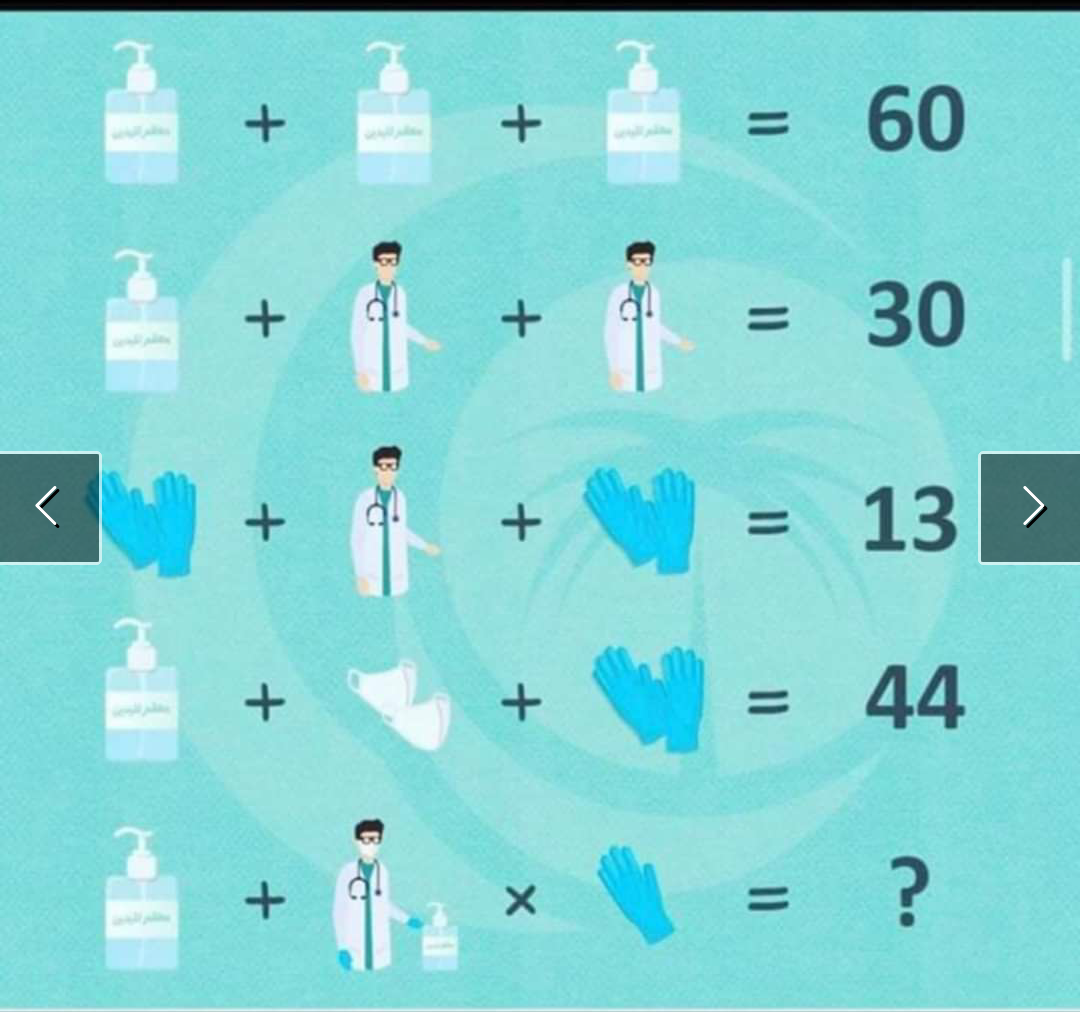 + + = 60
+ + = 30
+ + = 13
+ + = 44
+ × = ?